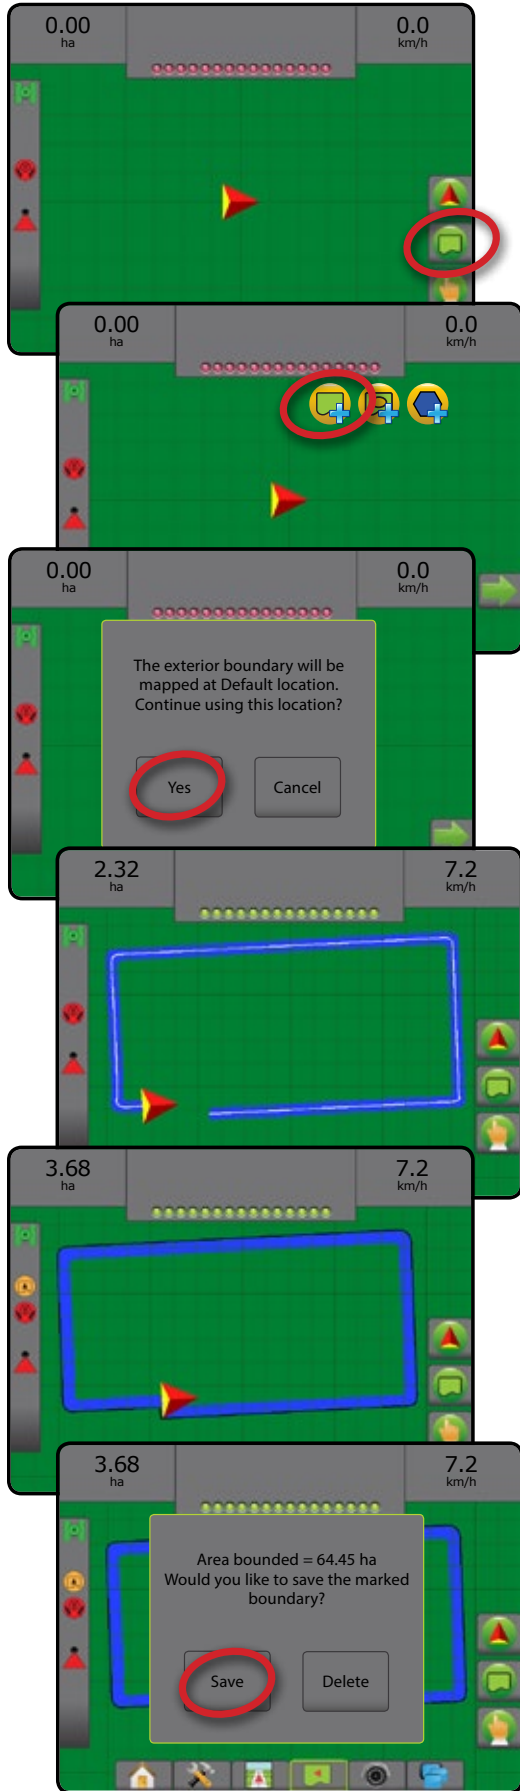 0.00
ha
0.0
km/h
0.00
ha
0.0
km/h
0.00
ha
0.0
km/h
The exterior boundary will be
mapped at Default location.
Continue using this location?
Yes
Cancel
2.32
ha
7.2
km/h
3.68
ha
7.2
km/h
3.68
ha
7.2
km/h
Area bounded = 64.45 ha
Would you like to save the marked
boundary?
Save
Delete